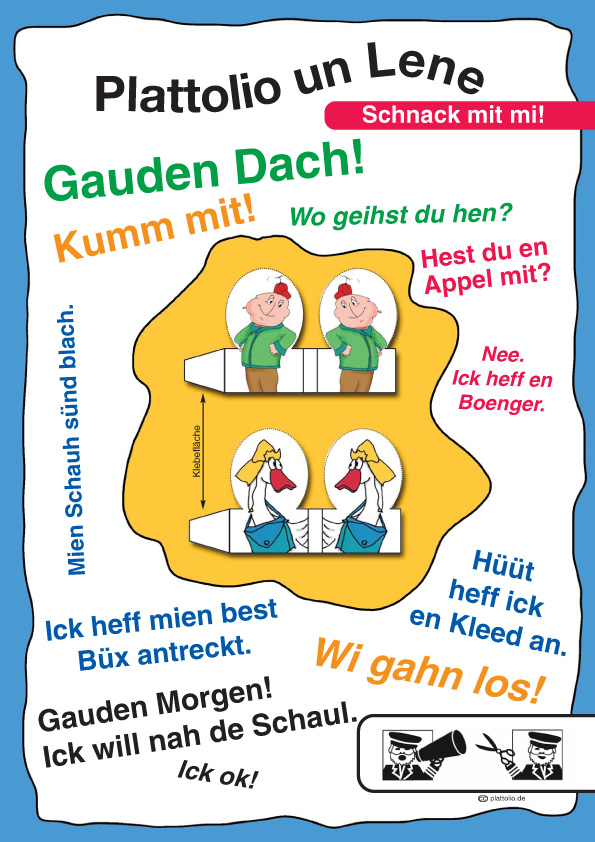 Plattolio un Lene
Schnack mit mi!
Gauden Dach!
Kumm mit!
Wo geihst du hen?
Hest du en
Appel mit?
Nee.
Ick heff en
Boenger.
Mien Schauh sünd blach.
Klebefläche
Hüüt
heff ick
en Kleed an.
Ick heff mien best
Büx antreckt.
Wi gahn los!
Gauden Morgen!
Ick will nah de Schaul.
Ick ok!
cc plattolio.de